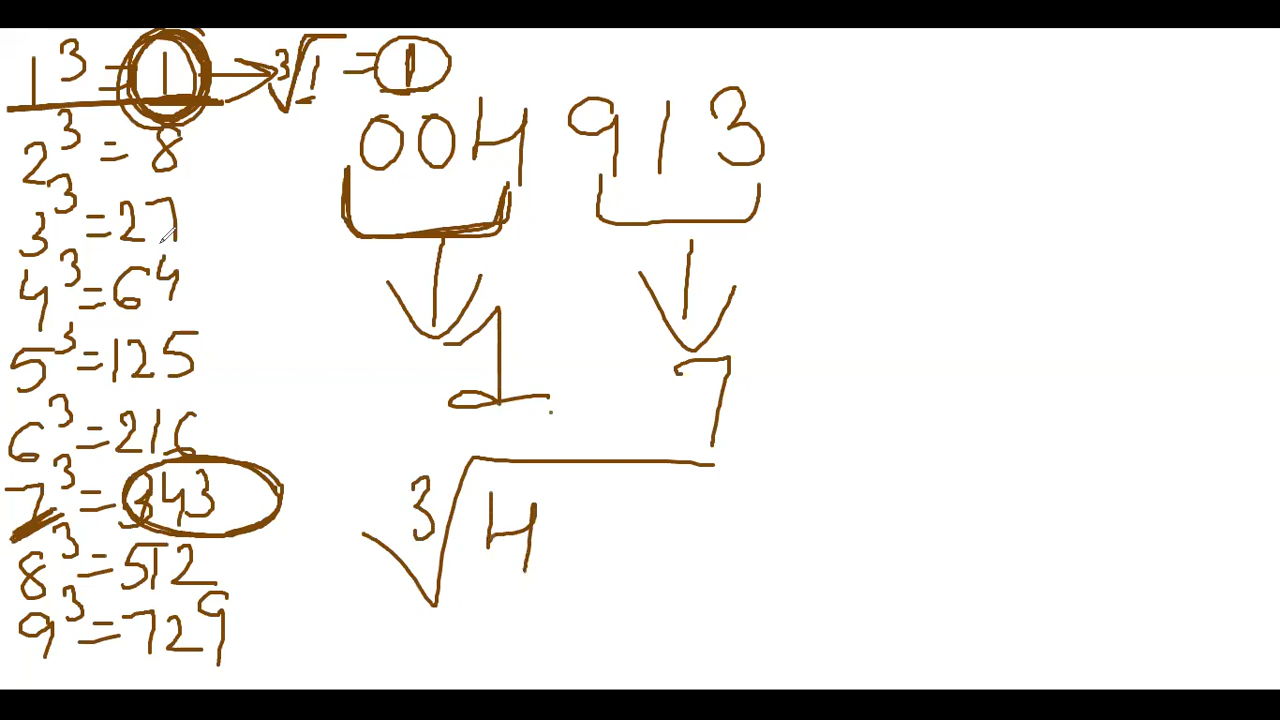 1³ = 1 → ∛1 = 1
2³ = 8
3³ = 27
4³ = 64
5³ = 125
6³ = 216
7³ = 343
8³ = 512
9³ = 729
004 913
1 7
∛4